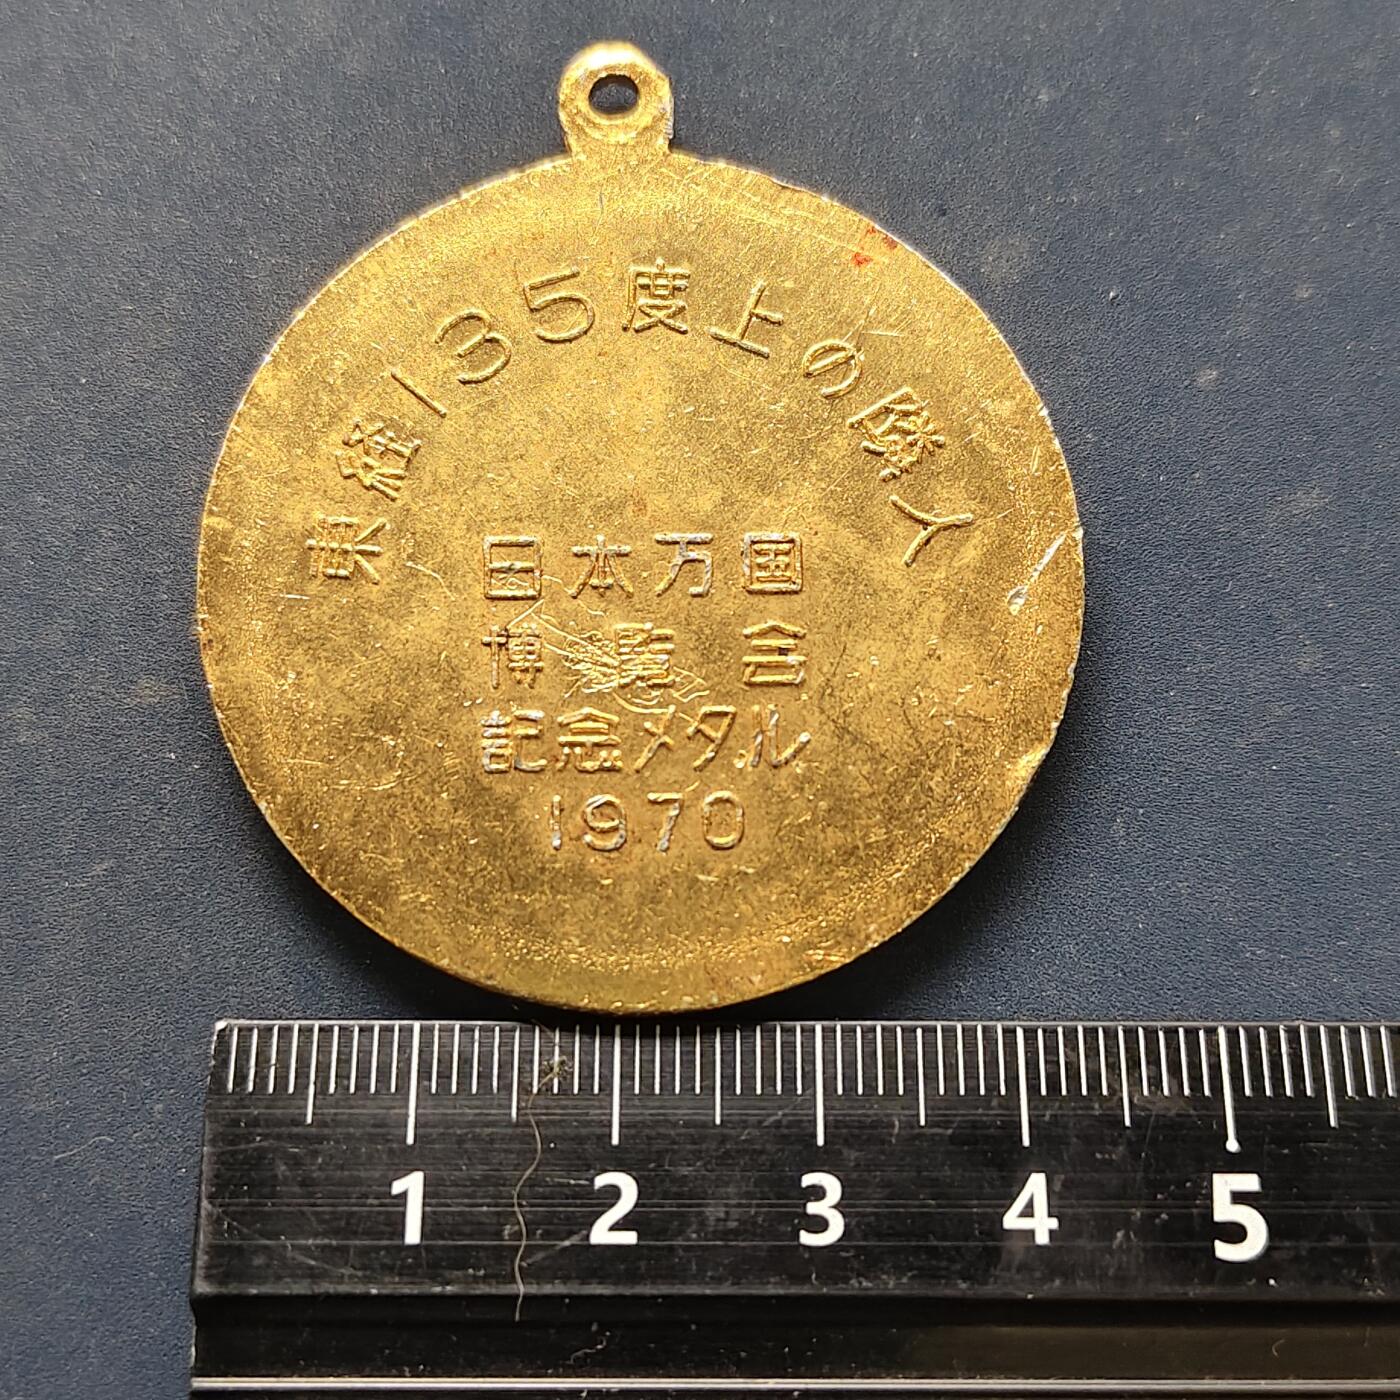 東経135度上の隣人
日本万国
博覧会
記念メタル
1970
1 2 3 4 5